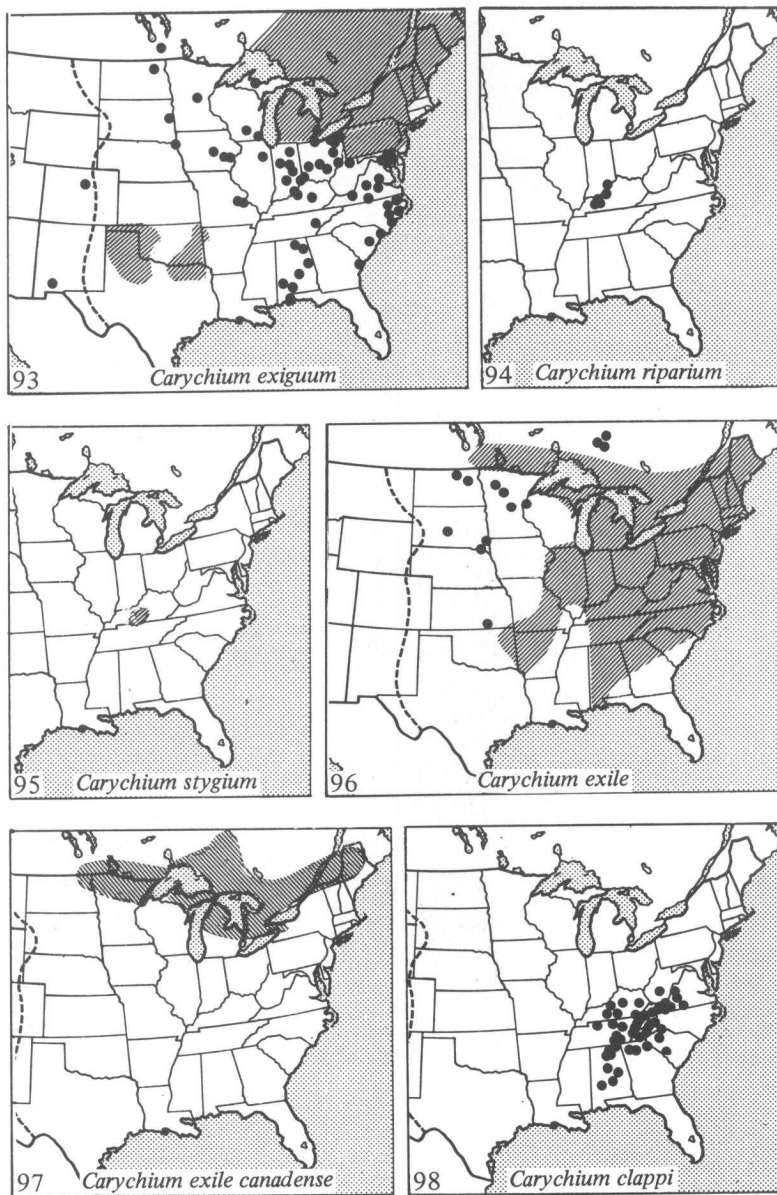 93 Carychium exiguum
94 Carychium riparium
95 Carychium stygium
96 Carychium exile
97 Carychium exile canadense
98 Carychium clappi